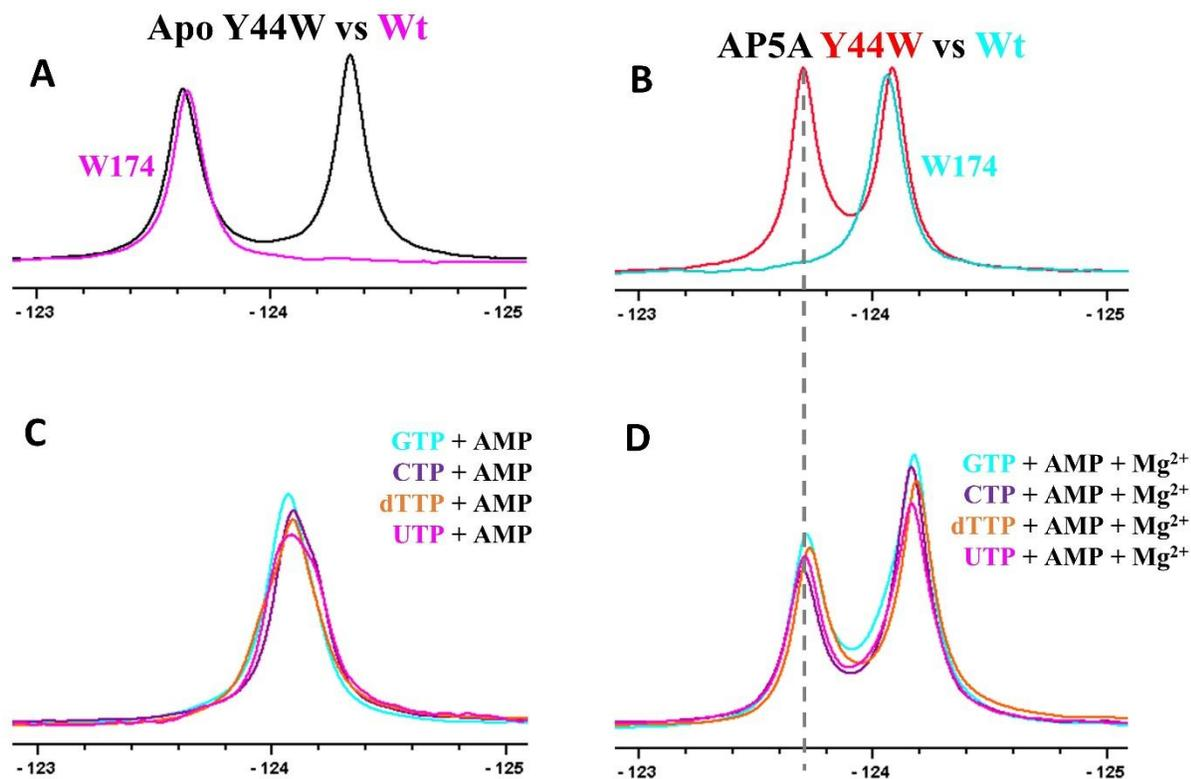 Apo Y44W vs Wt
A
W174
-123
-124
-125
AP5A Y44W vs Wt
B
W174
-123
-124
-125
C
GTP + AMP
CTP + AMP
dTTP + AMP
UTP + AMP
-123
-124
-125
D
GTP + AMP + Mg²⁺
CTP + AMP + Mg²⁺
dTTP + AMP + Mg²⁺
UTP + AMP + Mg²⁺
-123
-124
-125